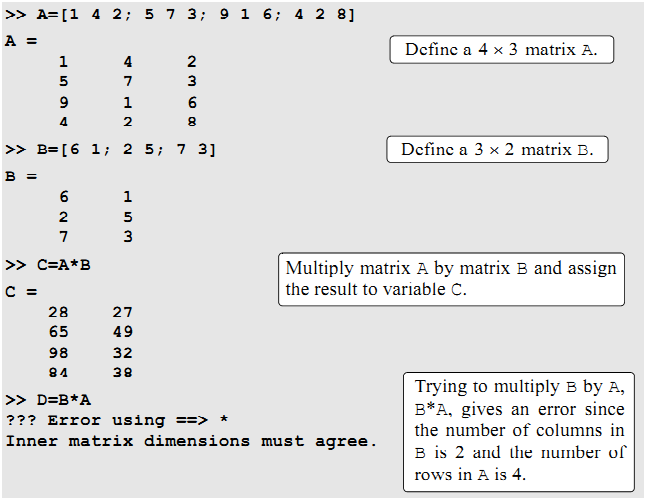 >> A=[1 4 2; 5 7 3; 9 1 6; 4 2 8]
A =
1 4 2
5 7 3
9 1 6
4 2 8
Define a 4 × 3 matrix A.
>> B=[6 1; 2 5; 7 3]
B =
6 1
2 5
7 3
Define a 3 × 2 matrix B.
>> C=A*B
C =
28 27
65 49
98 32
84 38
Multiply matrix A by matrix B and assign
the result to variable C.
>> D=B*A
??? Error using ==> *
Inner matrix dimensions must agree.
Trying to multiply B by A,
B*A, gives an error since
the number of columns in
B is 2 and the number of
rows in A is 4.